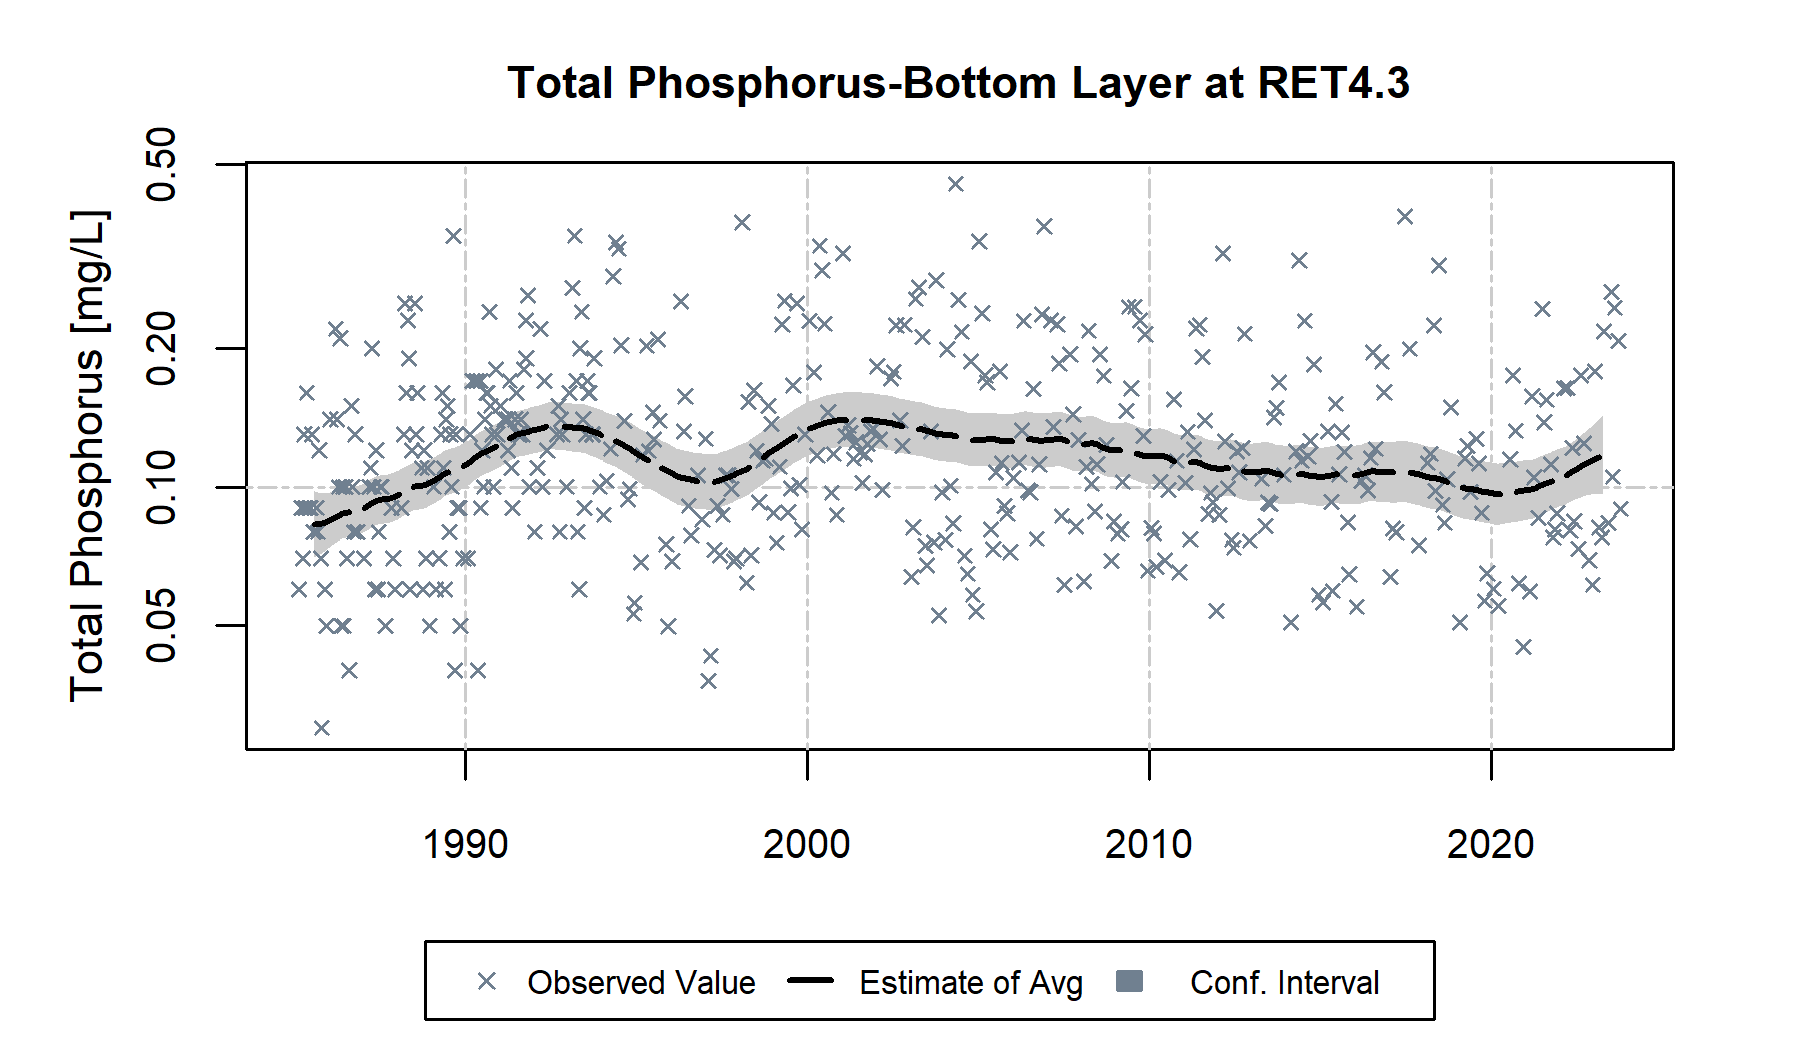 Total Phosphorus-Bottom Layer at RET4.3
Total Phosphorus [mg/L]
0.50
0.20
0.10
0.05
1990 2000 2010 2020
Observed Value Estimate of Avg Conf. Interval